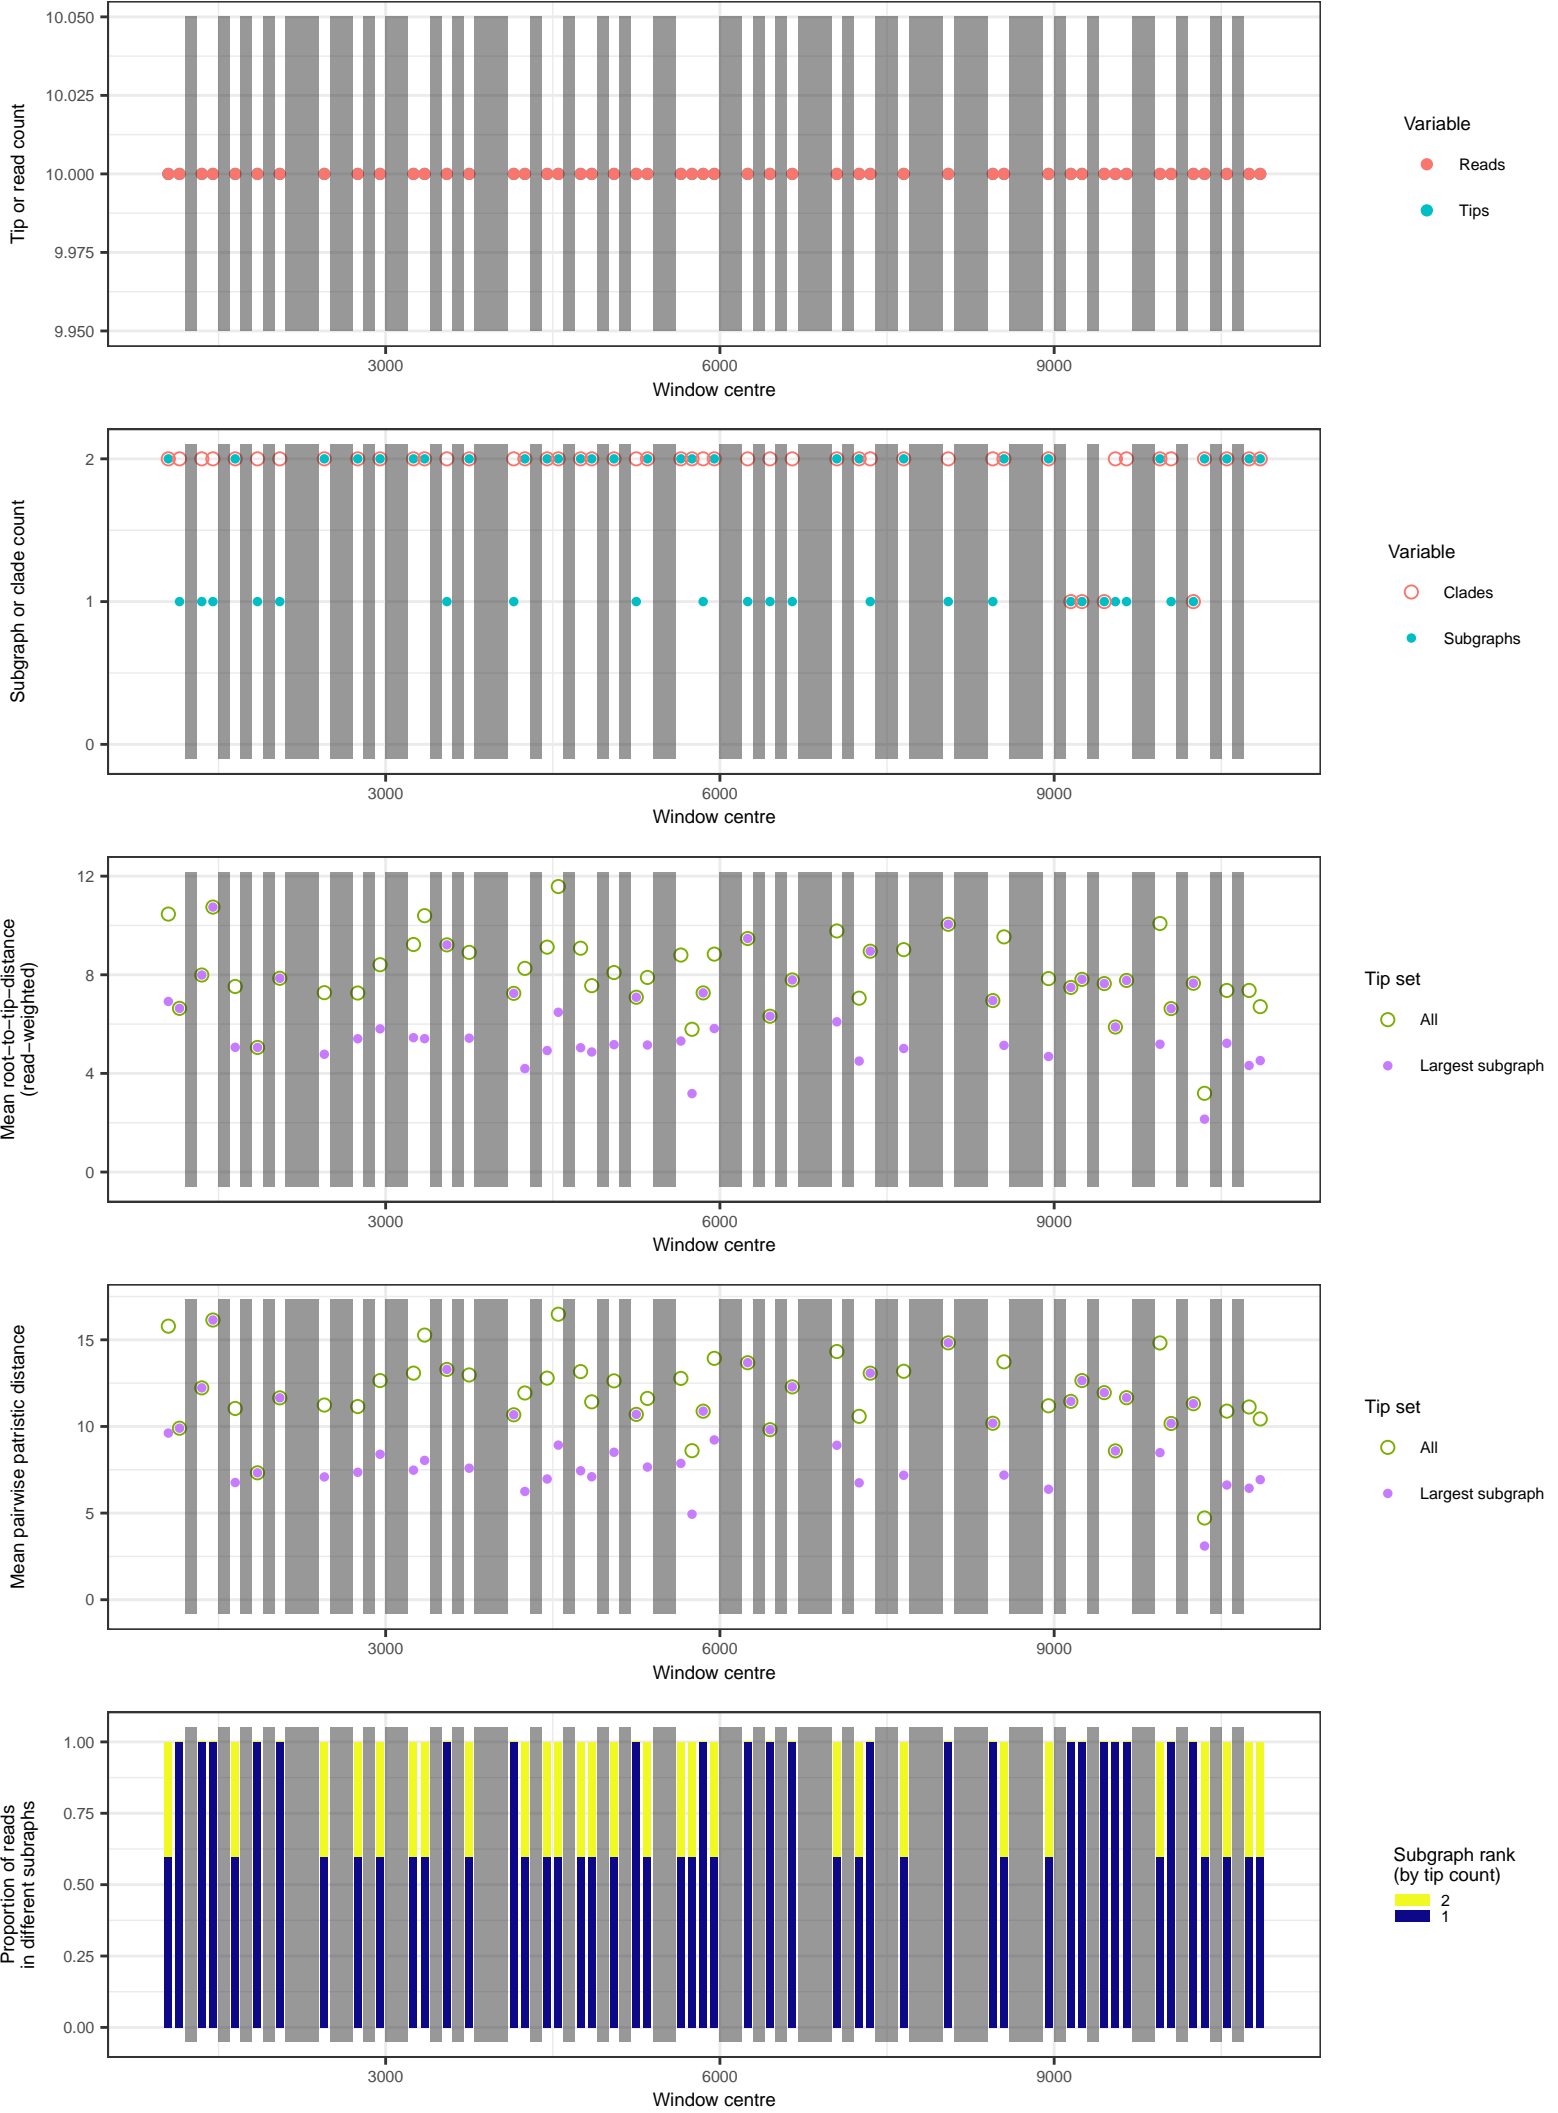 10.050
10.025
10.000
9.975
9.950
Tip or read count
3000
6000
9000
Window centre
Variable
Reads
Tips
2
1
0
Subgraph or clade count
3000
6000
9000
Window centre
Variable
Clades
Subgraphs
12
8
4
0
Mean root−to−tip−distance
(read−weighted)
3000
6000
9000
Window centre
Tip set
All
Largest subgraph
15
10
5
0
Mean pairwise patristic distance
3000
6000
9000
Window centre
Tip set
All
Largest subgraph
1.00
0.75
0.50
0.25
0.00
Proportion of reads
in different subraphs
3000
6000
9000
Window centre
Subgraph rank
(by tip count)
2
1